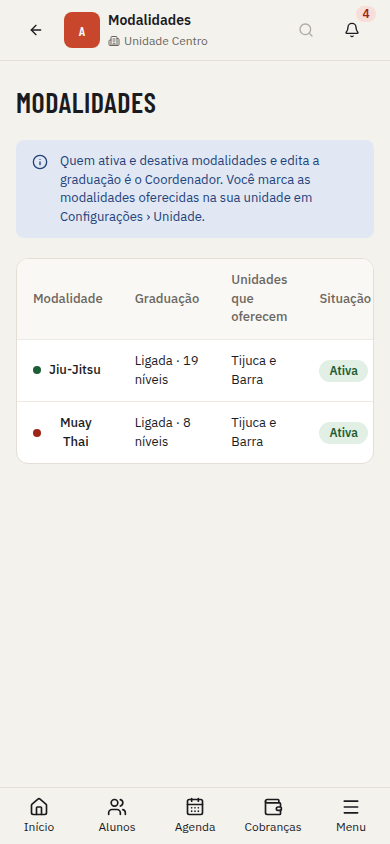 A
Modalidades
Unidade Centro
4
MODALIDADES
Quem ativa e desativa modalidades e edita a
graduação é o Coordenador. Você marca as
modalidades oferecidas na sua unidade em
Configurações › Unidade.
Modalidade
Graduação
Unidades
que
oferecem
Situação
Jiu-Jitsu
Ligada · 19
níveis
Tijuca e
Barra
Ativa
Muay
Thai
Ligada · 8
níveis
Tijuca e
Barra
Ativa
Início
Alunos
Agenda
Cobranças
Menu